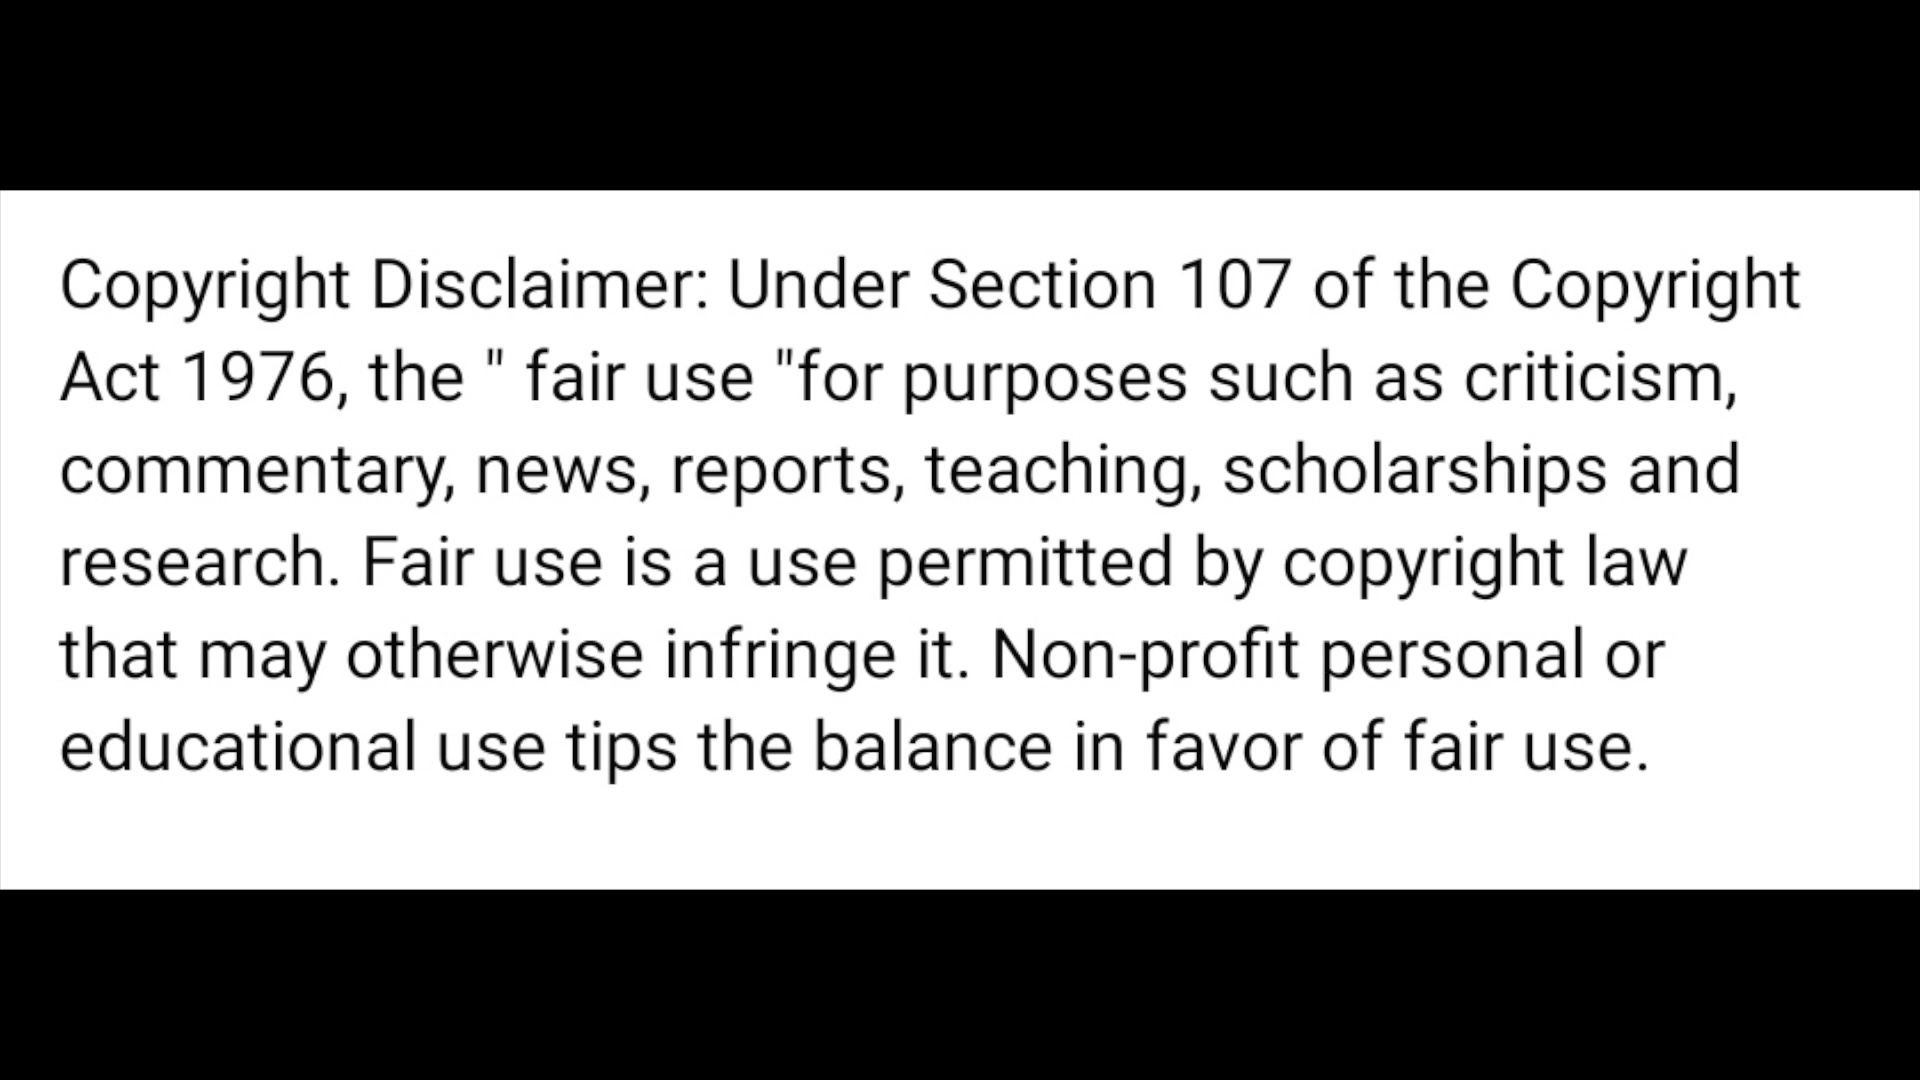 Copyright Disclaimer: Under Section 107 of the Copyright
Act 1976, the " fair use "for purposes such as criticism,
commentary, news, reports, teaching, scholarships and
research. Fair use is a use permitted by copyright law
that may otherwise infringe it. Non-profit personal or
educational use tips the balance in favor of fair use.